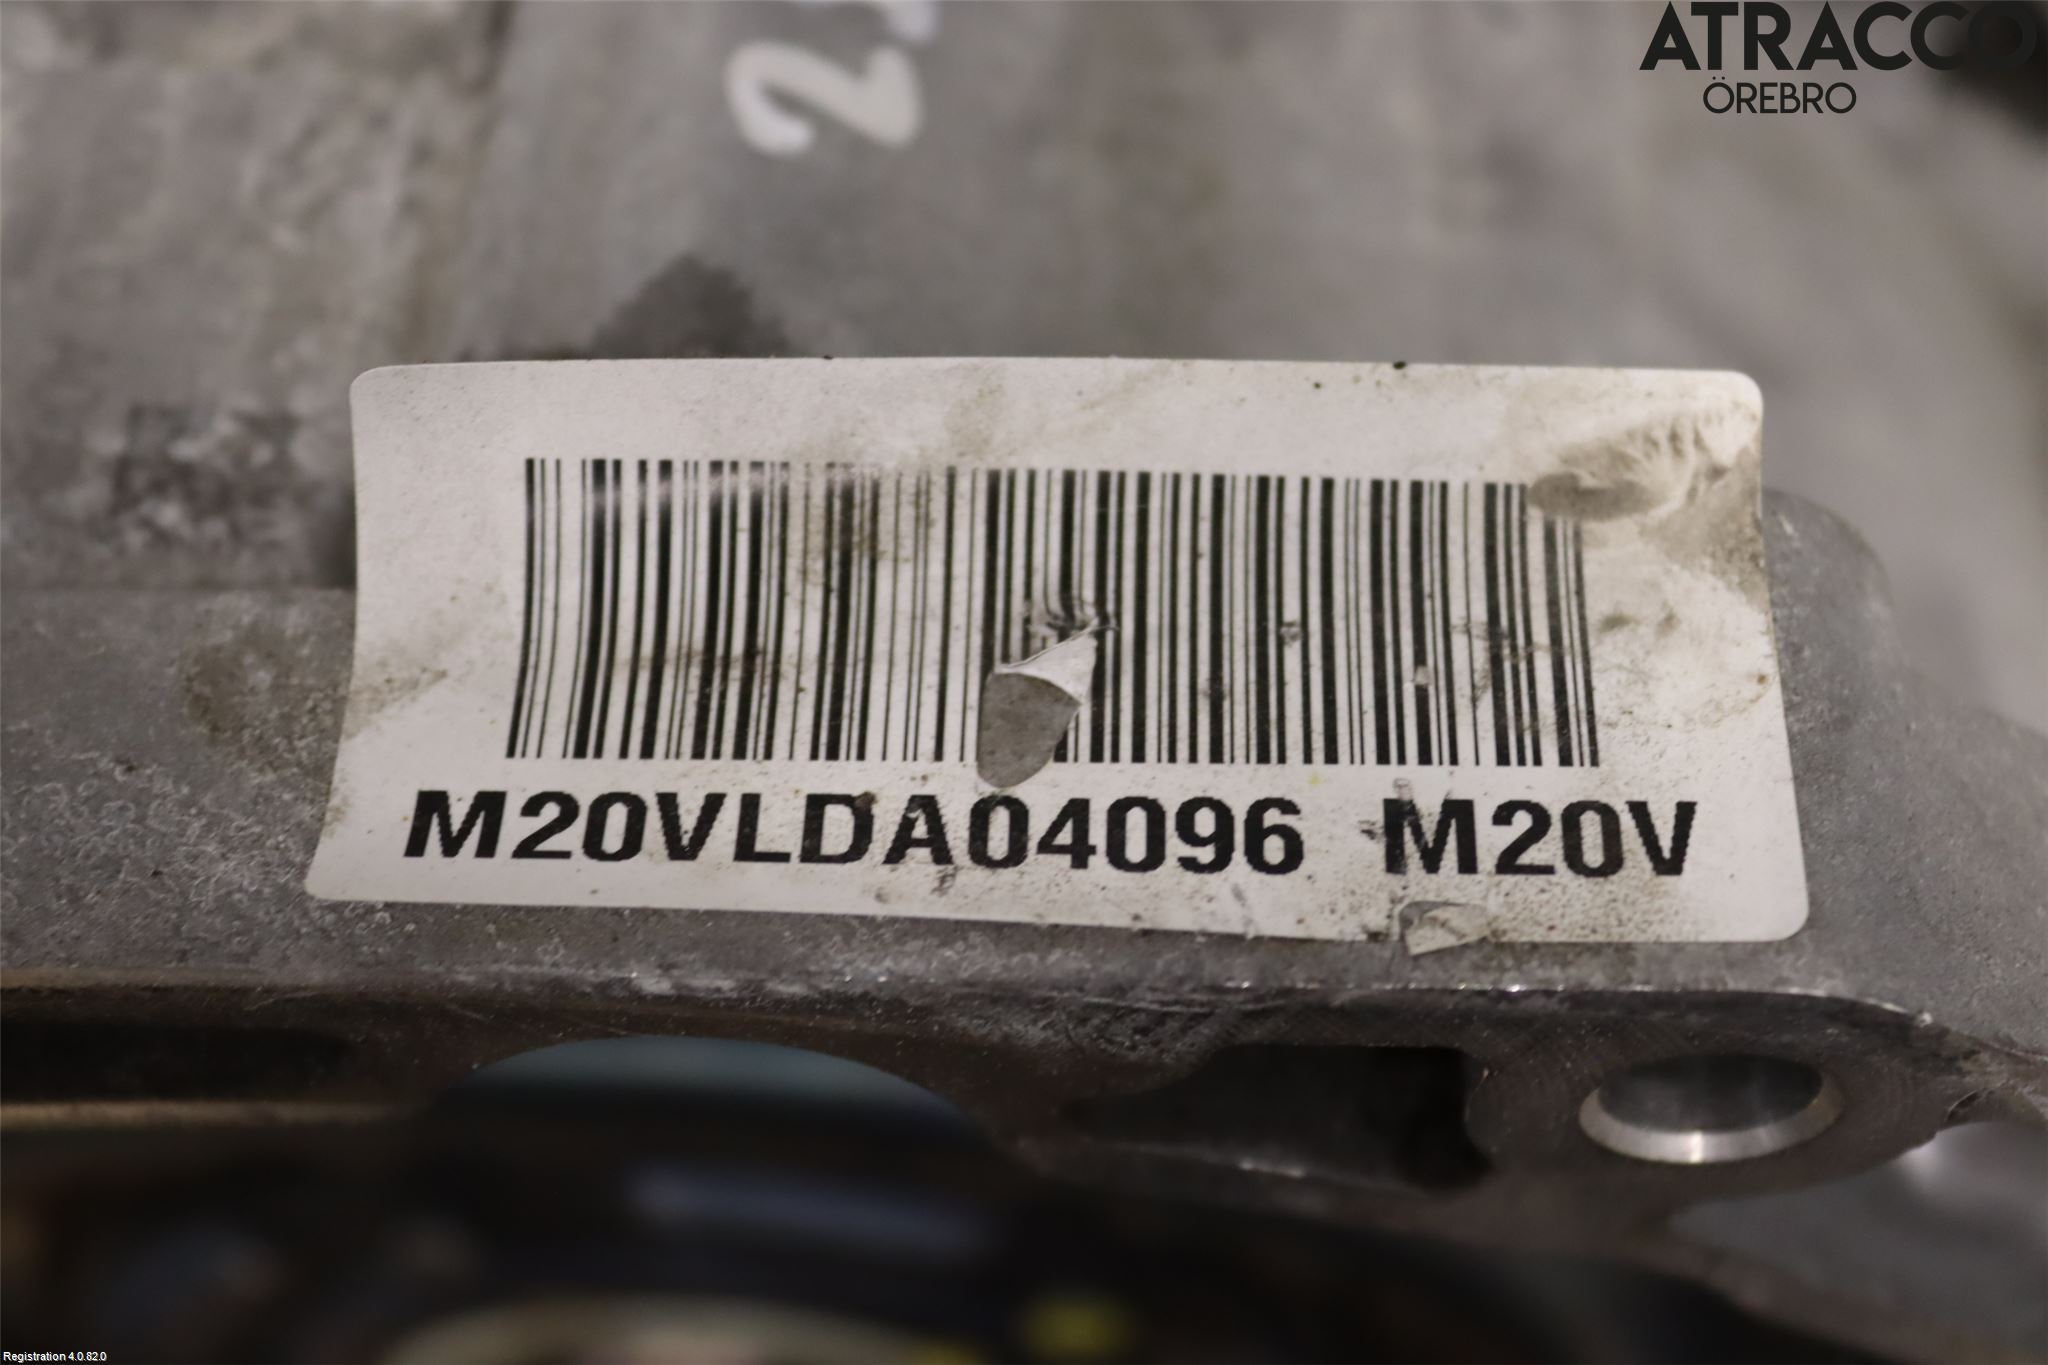 ATRACCO
ÖREBRO
M20VLDA04096 M20V
Registration 4.0.82.0